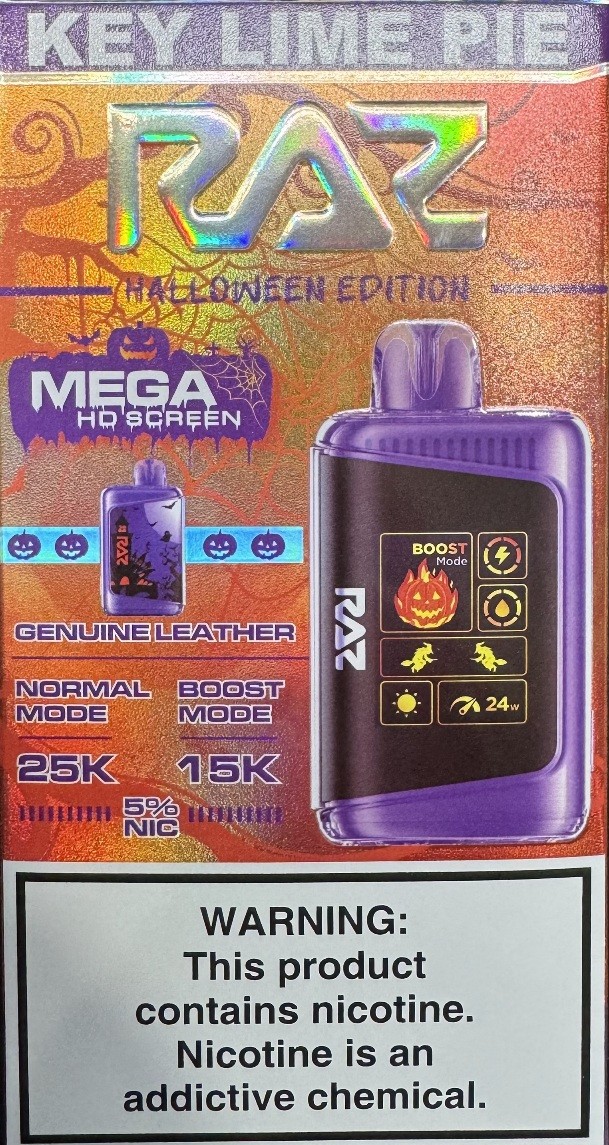 KEY LIME PIE
RAZ
HALLOWEEN EDITION
MEGA
HD SCREEN
RAZ
GENUINE LEATHER
NORMAL MODE
25K
BOOST MODE
15K
5%
NIC
BOOST
Mode
RAZ
24W
WARNING:
This product
contains nicotine.
Nicotine is an
addictive chemical.